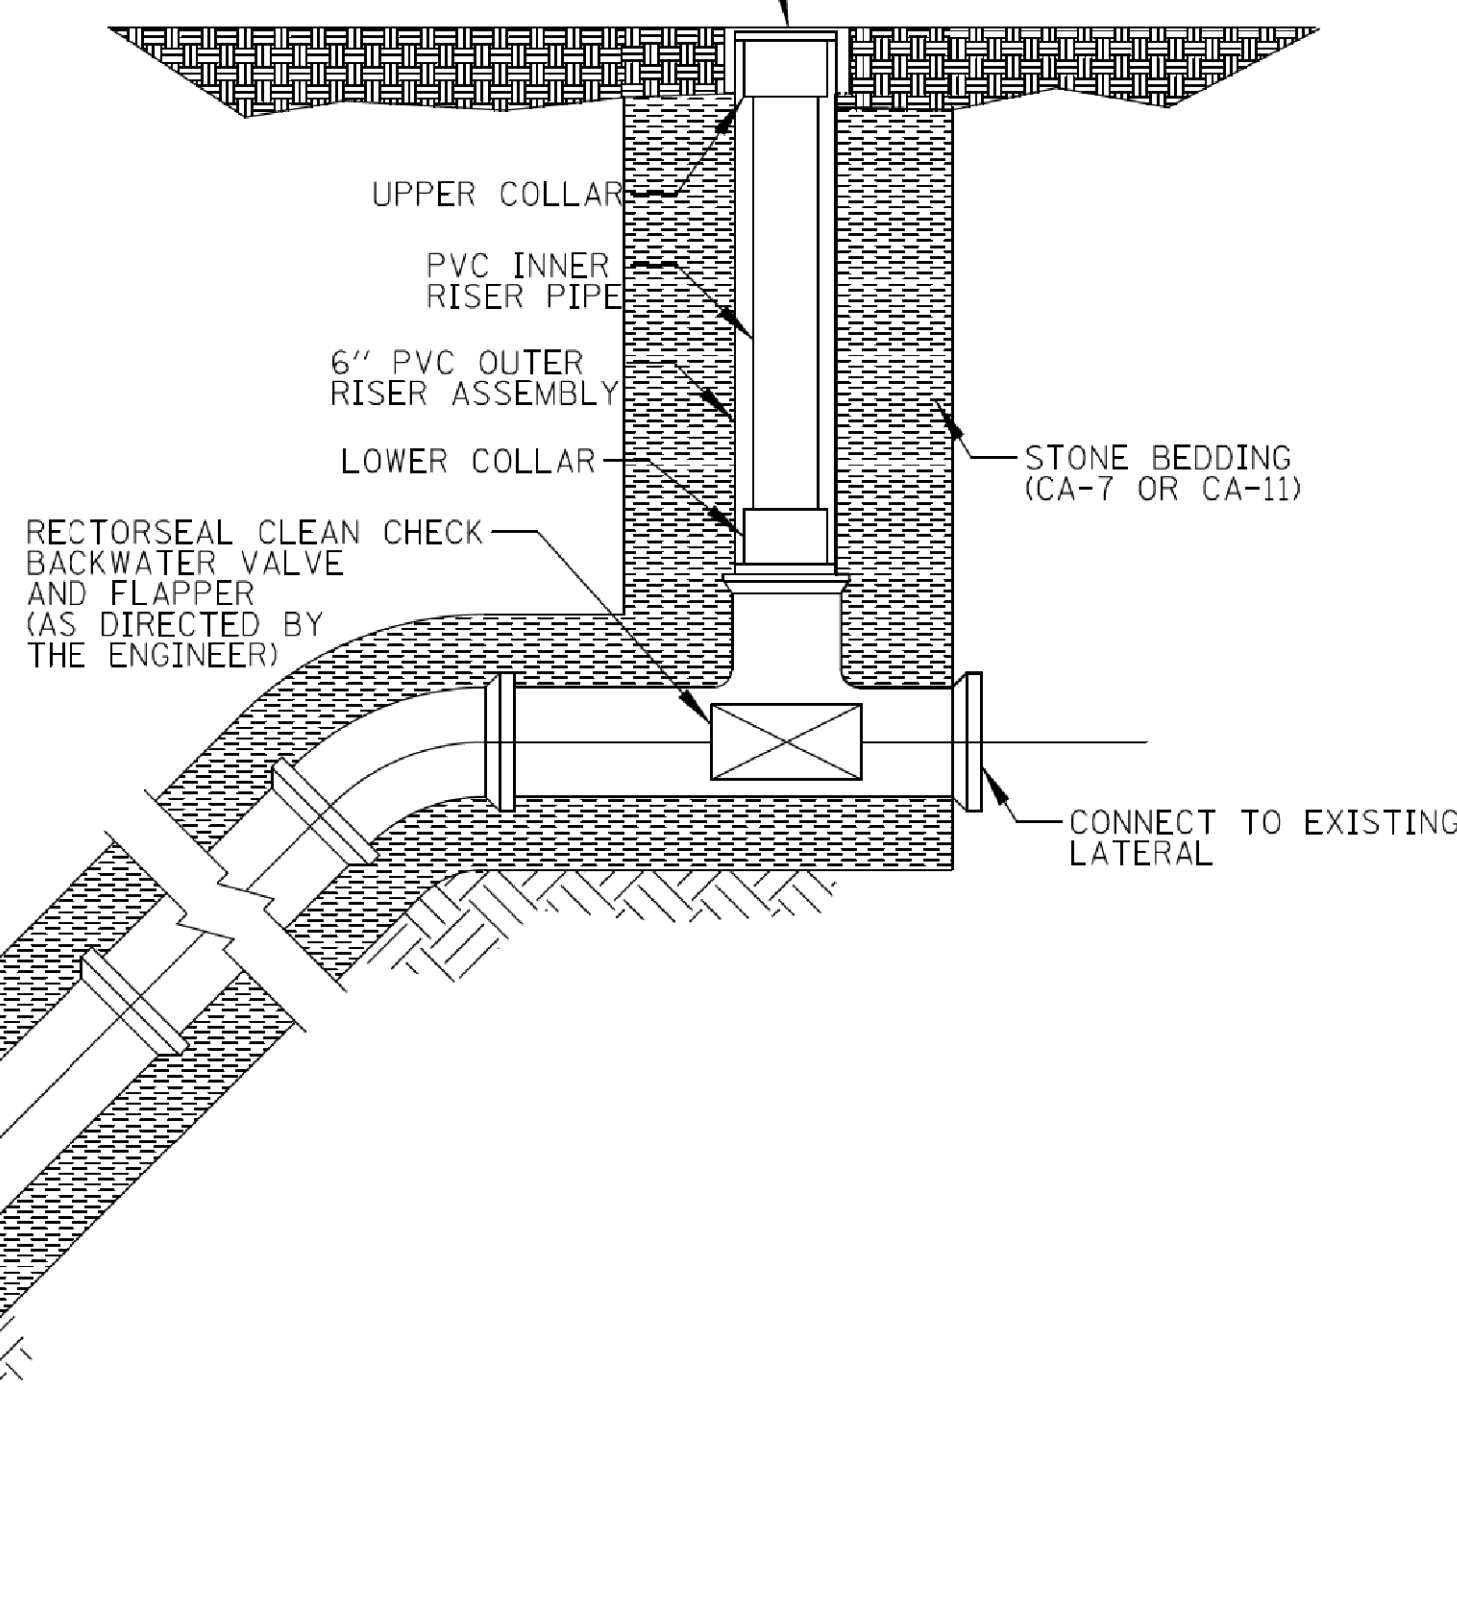 UPPER COLLAR
PVC INNER
RISER PIPE
6" PVC OUTER
RISER ASSEMBLY
LOWER COLLAR
STONE BEDDING
(CA-7 OR CA-11)
RECTORSEAL CLEAN CHECK
BACKWATER VALVE
AND FLAPPER
(AS DIRECTED BY
THE ENGINEER)
CONNECT TO EXISTING
LATERAL